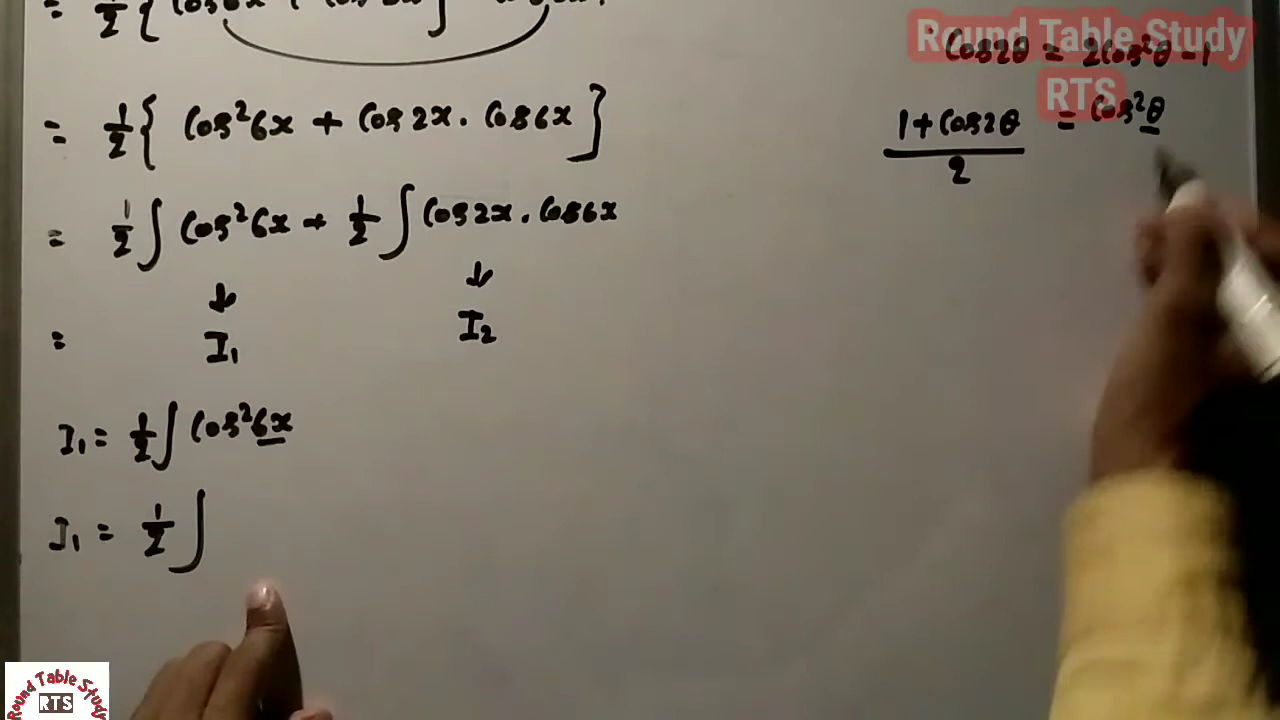 Round Table Study
RTS
Cos2θ = 2Cos²θ - 1
1 + Cos2θ / 2 = Cos²θ
= 1/2 { Cos²6x + Cos2x . Cos6x }
= 1/2 ∫ Cos²6x + 1/2 ∫ Cos2x . Cos6x
↓ ↓
= I₁ I₂
I₁ = 1/2 ∫ Cos²6x
I₁ = 1/2 ∫
Round Table Study
RTS